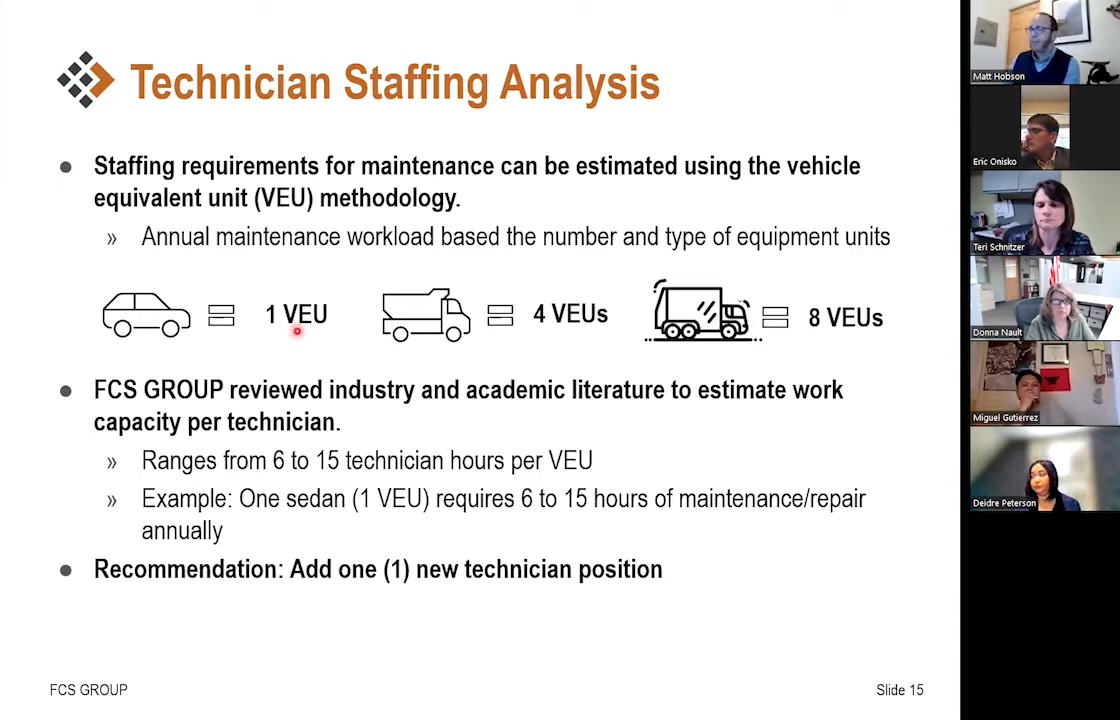 Technician Staffing Analysis
● Staffing requirements for maintenance can be estimated using the vehicle
equivalent unit (VEU) methodology.
» Annual maintenance workload based the number and type of equipment units
= 1 VEU = 4 VEUs = 8 VEUs
● FCS GROUP reviewed industry and academic literature to estimate work
capacity per technician.
» Ranges from 6 to 15 technician hours per VEU
» Example: One sedan (1 VEU) requires 6 to 15 hours of maintenance/repair
annually
● Recommendation: Add one (1) new technician position
FCS GROUP
Slide 15
Matt Hobson
Eric Onisko
Teri Schnitzer
Donna Nault
Miguel Gutierrez
Deidre Peterson